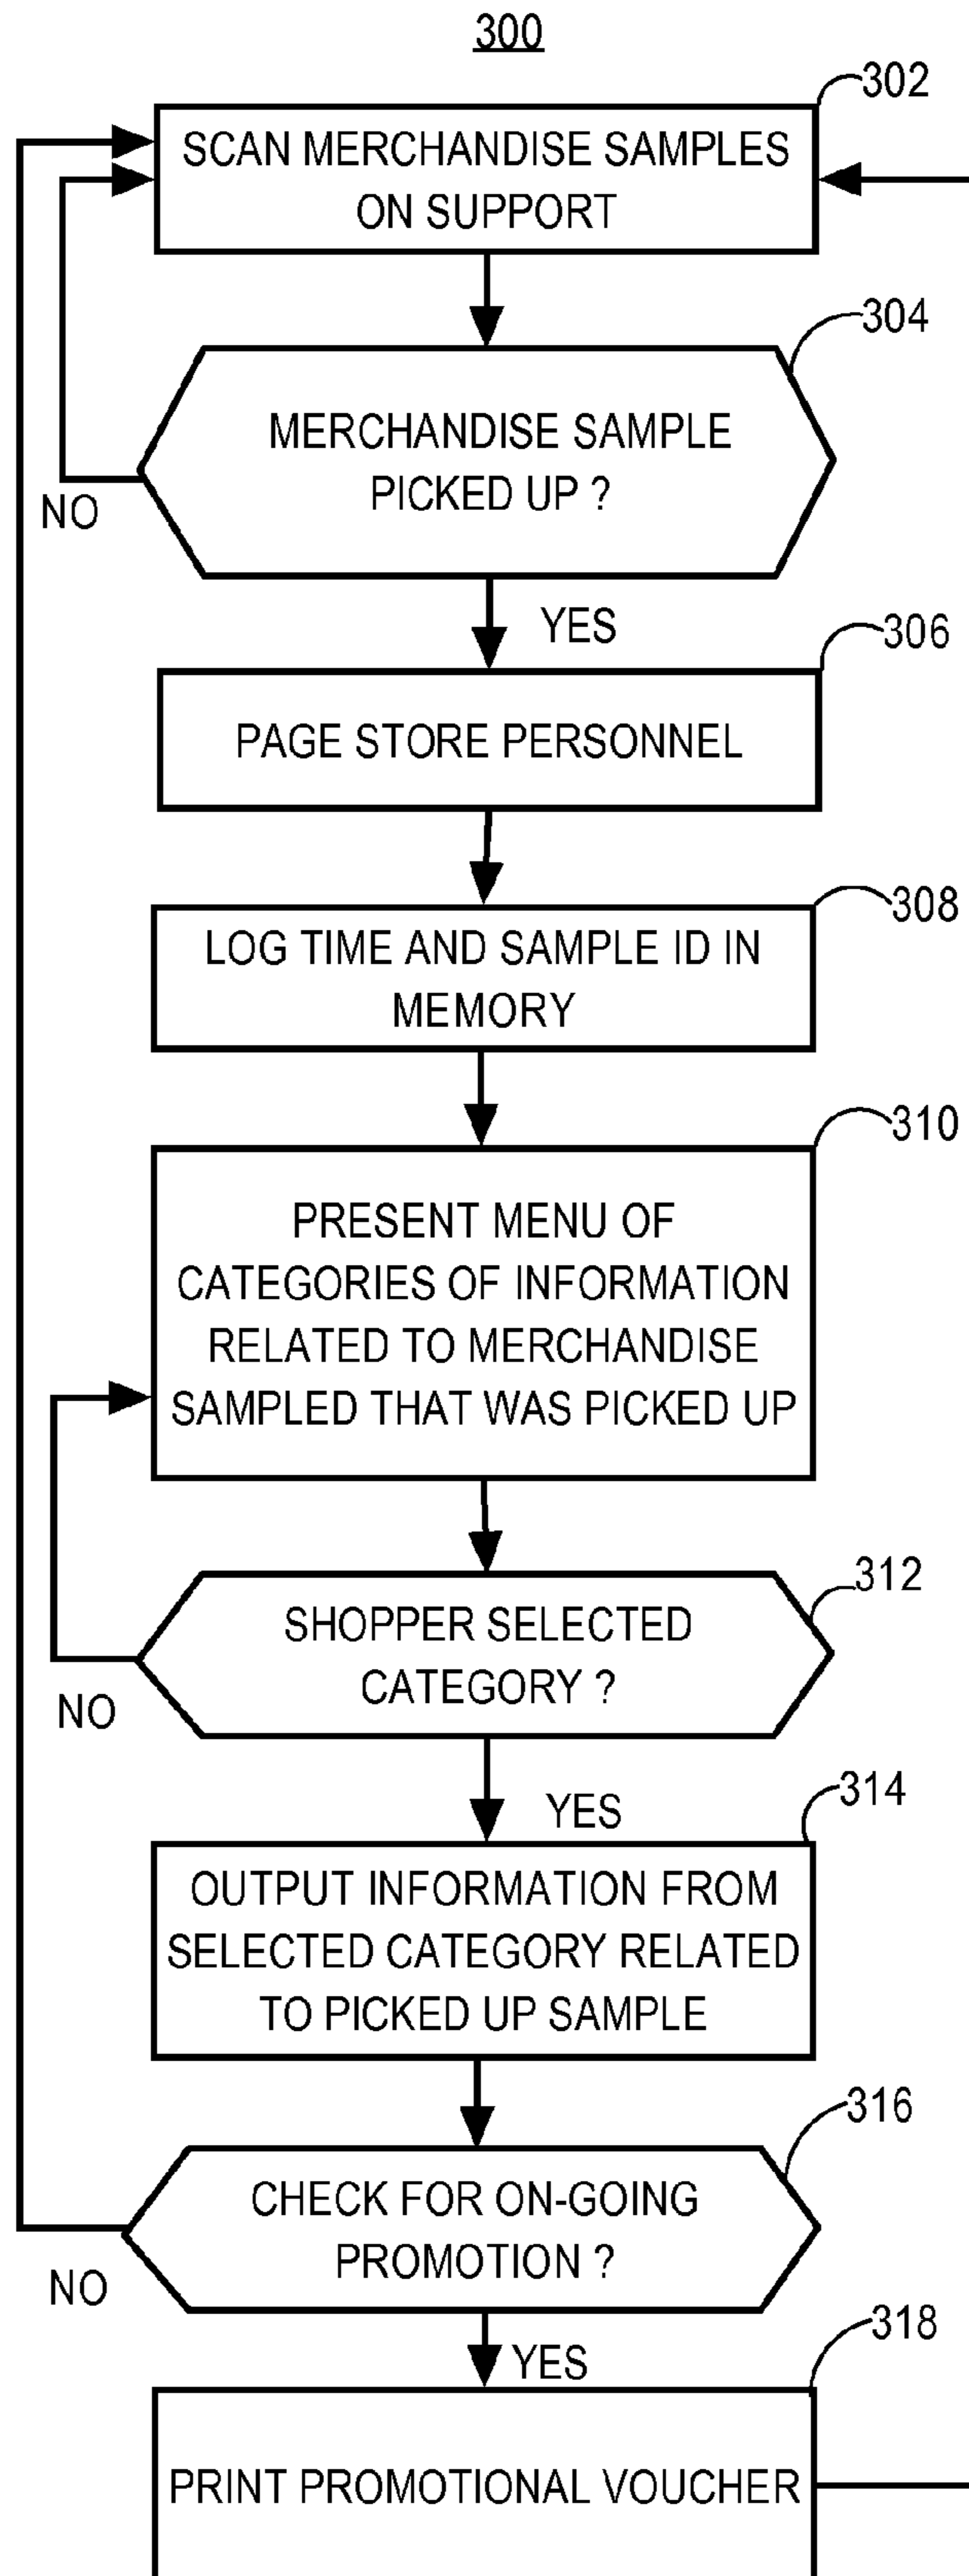 300
302
SCAN MERCHANDISE SAMPLES
ON SUPPORT
304
MERCHANDISE SAMPLE
PICKED UP ?
NO
YES
306
PAGE STORE PERSONNEL
308
LOG TIME AND SAMPLE ID IN
MEMORY
310
PRESENT MENU OF
CATEGORIES OF INFORMATION
RELATED TO MERCHANDISE
SAMPLED THAT WAS PICKED UP
312
SHOPPER SELECTED
CATEGORY ?
NO
YES
314
OUTPUT INFORMATION FROM
SELECTED CATEGORY RELATED
TO PICKED UP SAMPLE
316
CHECK FOR ON-GOING
PROMOTION ?
NO
YES
318
PRINT PROMOTIONAL VOUCHER